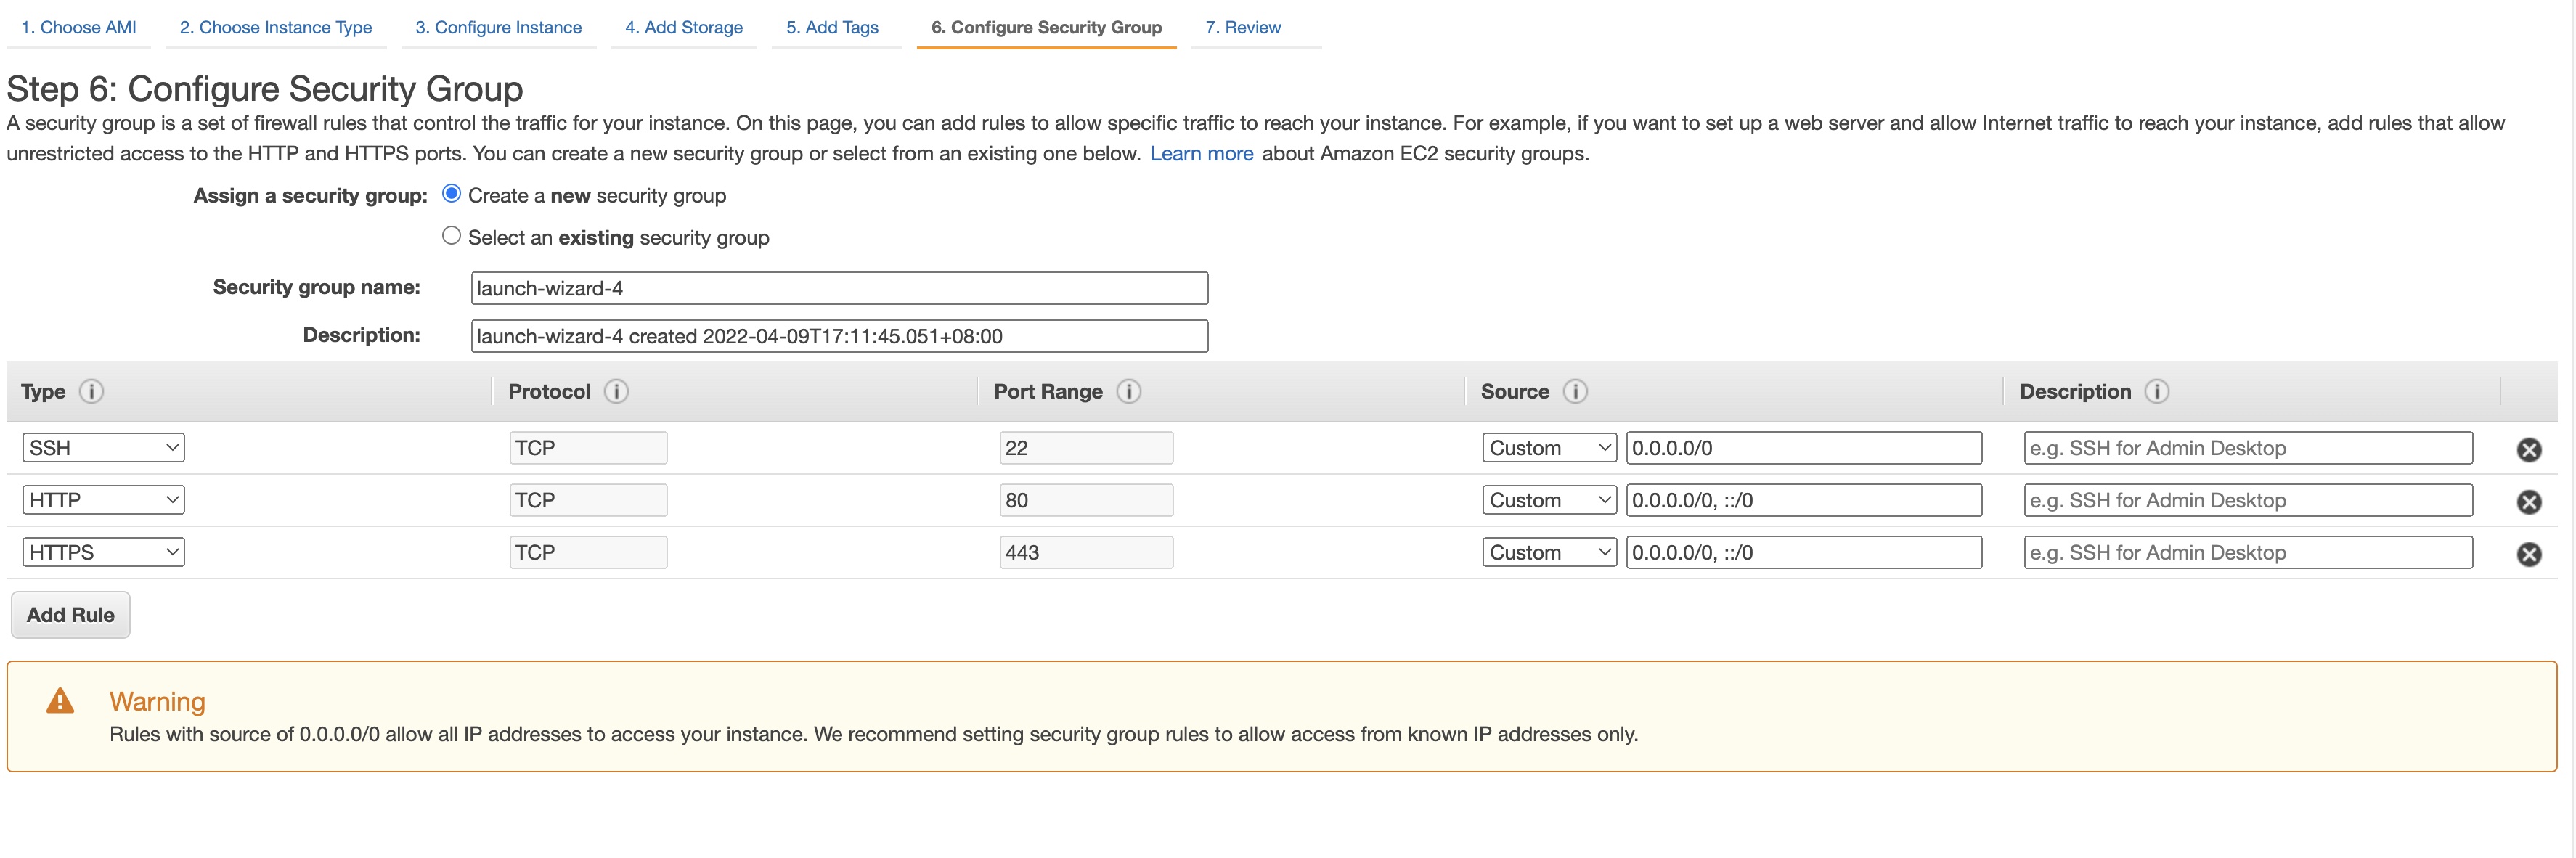 1. Choose AMI 2. Choose Instance Type 3. Configure Instance 4. Add Storage 5. Add Tags 6. Configure Security Group 7. Review
Step 6: Configure Security Group
A security group is a set of firewall rules that control the traffic for your instance. On this page, you can add rules to allow specific traffic to reach your instance. For example, if you want to set up a web server and allow Internet traffic to reach your instance, add rules that allow
unrestricted access to the HTTP and HTTPS ports. You can create a new security group or select from an existing one below. Learn more about Amazon EC2 security groups.
Assign a security group: Create a new security group
Select an existing security group
Security group name: launch-wizard-4
Description: launch-wizard-4 created 2022-04-09T17:11:45.051+08:00
Type i Protocol i Port Range i Source i Description i
SSH TCP 22 Custom 0.0.0.0/0 e.g. SSH for Admin Desktop
HTTP TCP 80 Custom 0.0.0.0/0, ::/0 e.g. SSH for Admin Desktop
HTTPS TCP 443 Custom 0.0.0.0/0, ::/0 e.g. SSH for Admin Desktop
Add Rule
Warning
Rules with source of 0.0.0.0/0 allow all IP addresses to access your instance. We recommend setting security group rules to allow access from known IP addresses only.